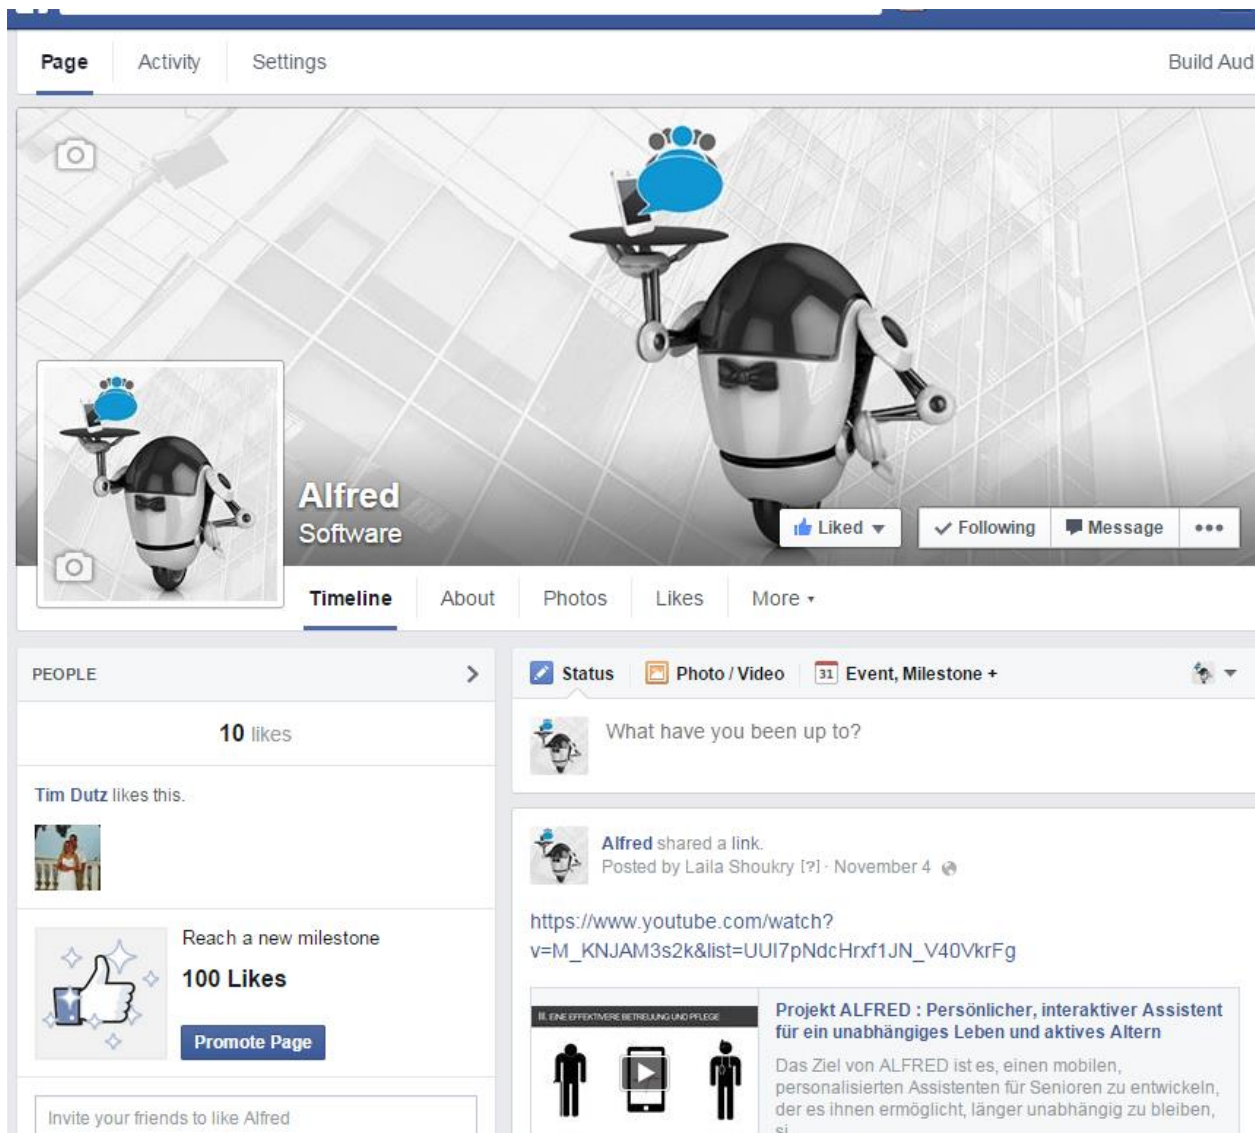 Page Activity Settings Build Aud
Alfred
Software
Liked Following Message
Timeline About Photos Likes More
PEOPLE
10 likes
Tim Dutz likes this.
Reach a new milestone
100 Likes
Promote Page
Invite your friends to like Alfred
Status Photo / Video 31 Event, Milestone +
What have you been up to?
Alfred shared a link.
Posted by Laila Shoukry [?] · November 4
https://www.youtube.com/watch?
v=M_KNJAM3s2k&list=UUI7pNdcHrxf1JN_V40VkrFg
III. EINE EFFEKTIVERE BETREUUNG UND PFLEGE
Projekt ALFRED : Persönlicher, interaktiver Assistent
für ein unabhängiges Leben und aktives Altern
Das Ziel von ALFRED ist es, einen mobilen,
personalisierten Assistenten für Senioren zu entwickeln,
der es ihnen ermöglicht, länger unabhängig zu bleiben,